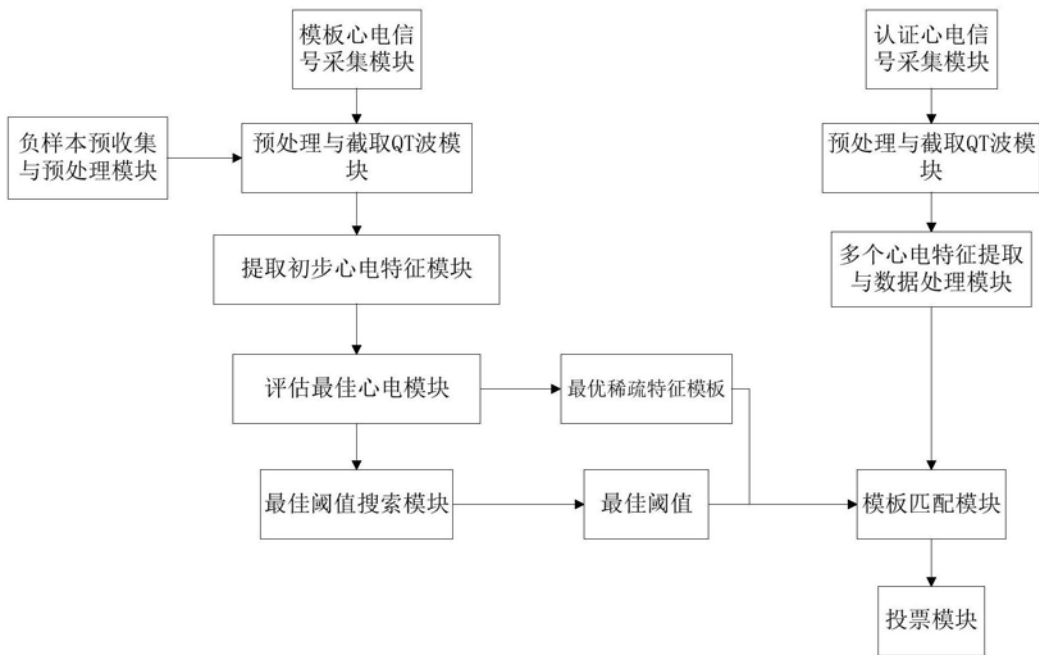 模板心电信
号采集模块
认证心电信
号采集模块
负样本预收集
与预处理模块
预处理与截取QT波模
块
预处理与截取QT波模
块
提取初步心电特征模块
多个心电特征提取
与数据处理模块
评估最佳心电模块
最优稀疏特征模板
最佳阈值搜索模块
最佳阈值
模板匹配模块
投票模块